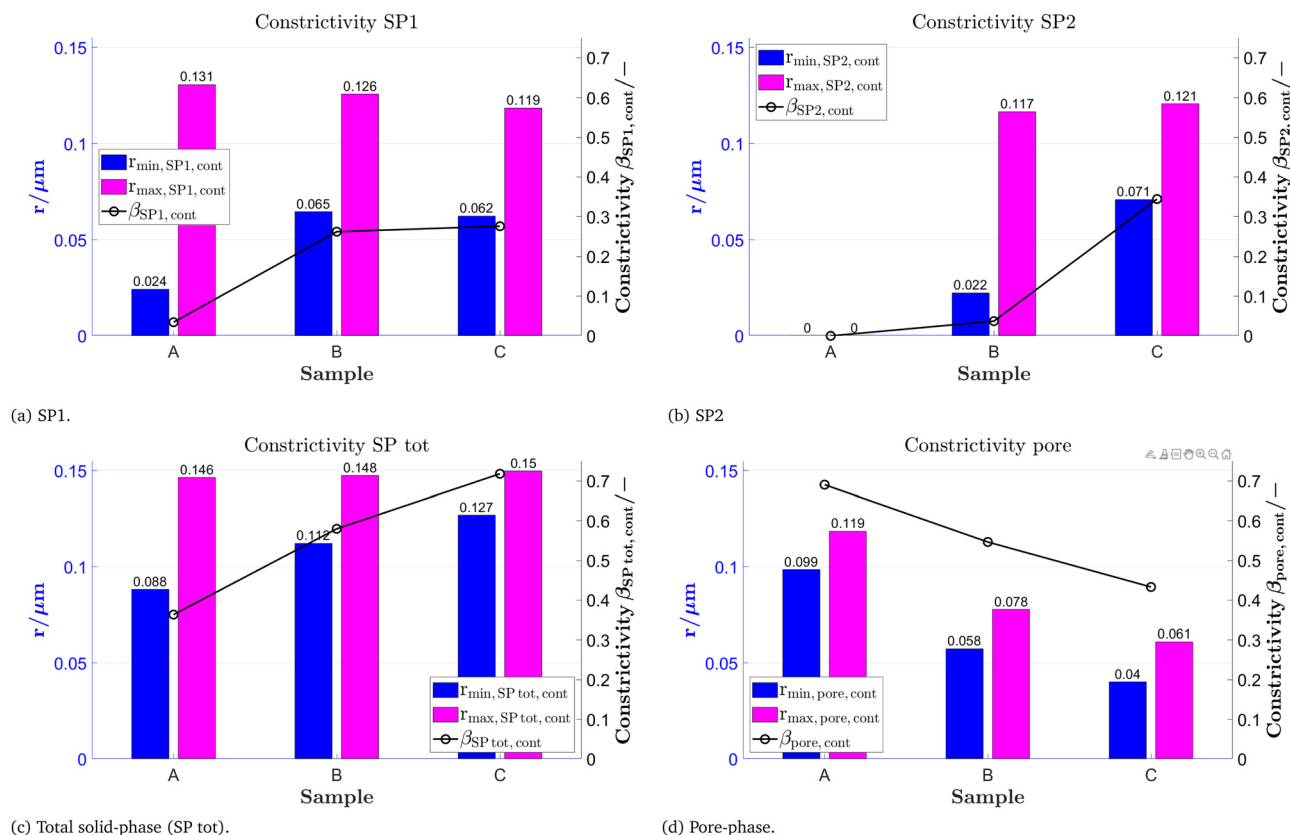 Constrictivity SP1
0.15
0.1
0.05
0
r/μm
0.131
0.126
0.119
0.065
0.062
0.024
r_min,SP1,cont
r_max,SP1,cont
β_SP1,cont
0.7
0.6
0.5
0.4
0.3
0.2
0.1
0
Constrictivity β_SP1,cont/−
A
B
C
Sample
(a) SP1.
Constrictivity SP2
0.15
0.1
0.05
0
r/μm
r_min,SP2,cont
r_max,SP2,cont
β_SP2,cont
0.117
0.121
0.071
0.022
0
0
0.7
0.6
0.5
0.4
0.3
0.2
0.1
0
Constrictivity β_SP2,cont/−
A
B
C
Sample
(b) SP2
Constrictivity SP tot
0.15
0.1
0.05
0
r/μm
0.146
0.148
0.15
0.127
0.112
0.088
r_min,SP tot,cont
r_max,SP tot,cont
β_SP tot,cont
0.7
0.6
0.5
0.4
0.3
0.2
0.1
0
Constrictivity β_SP tot,cont/−
A
B
C
Sample
(c) Total solid-phase (SP tot).
Constrictivity pore
0.15
0.1
0.05
0
r/μm
0.119
0.099
0.078
0.058
0.061
0.04
r_min,pore,cont
r_max,pore,cont
β_pore,cont
0.7
0.6
0.5
0.4
0.3
0.2
0.1
0
Constrictivity β_pore,cont/−
A
B
C
Sample
(d) Pore-phase.